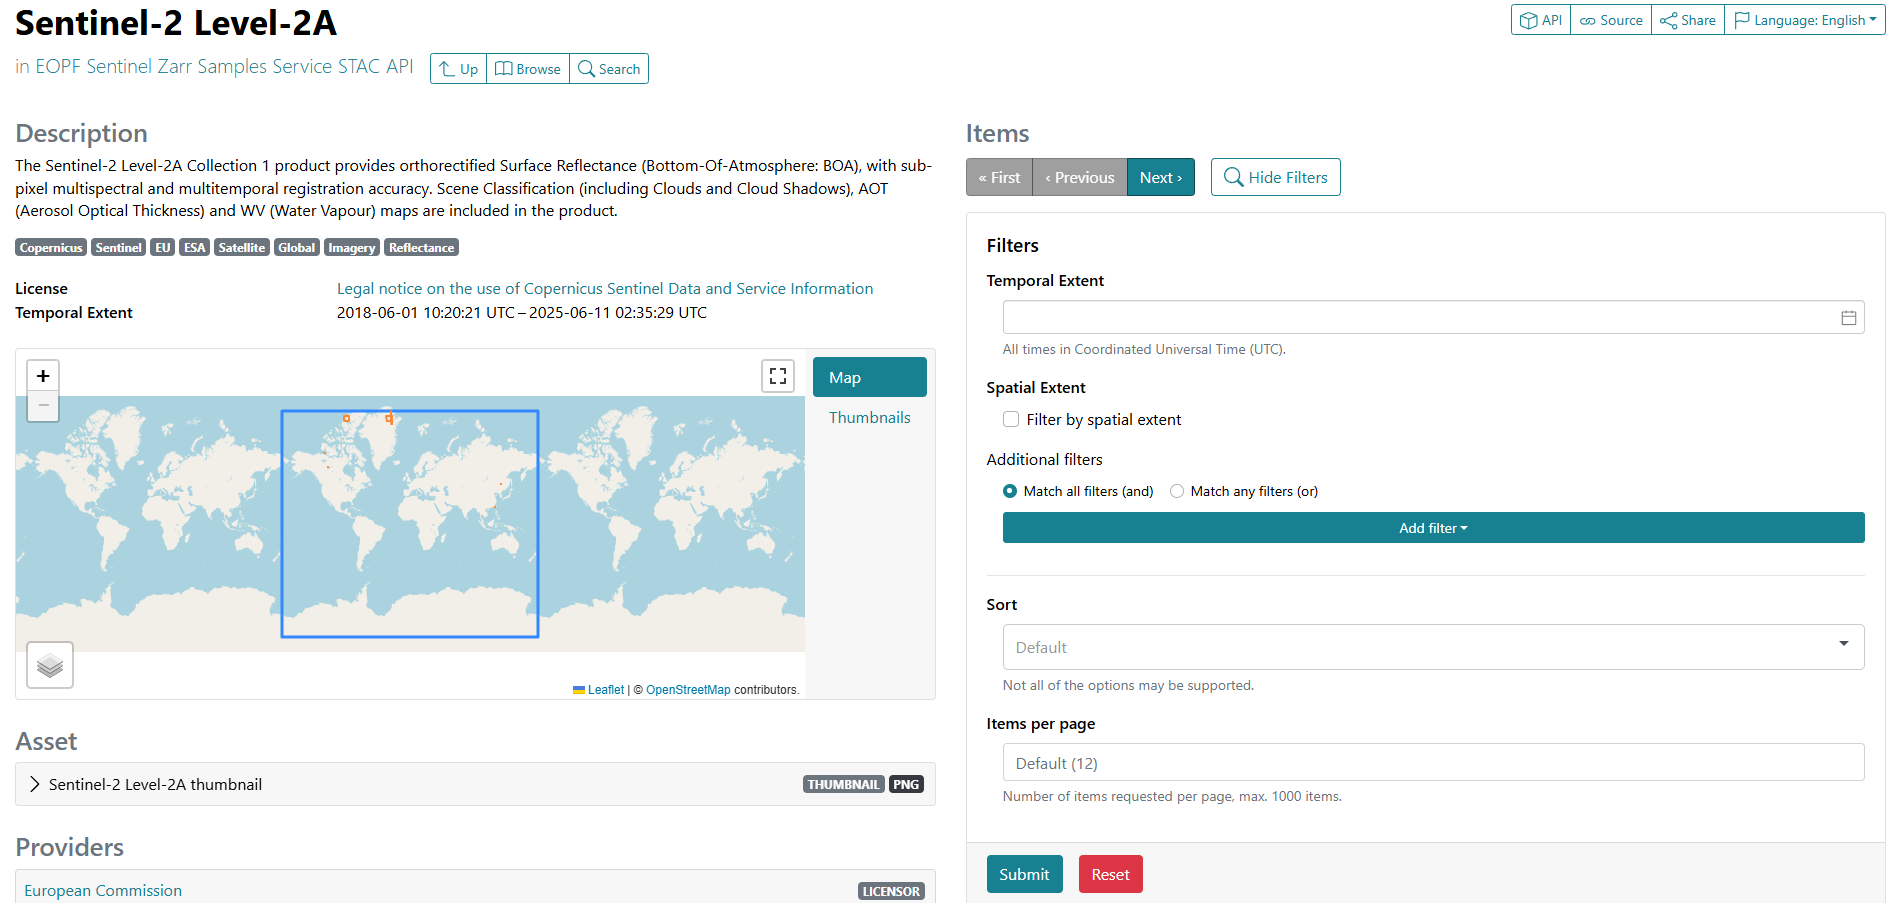 Sentinel-2 Level-2A
API
Source
Share
Language: English
in EOPF Sentinel Zarr Samples Service STAC API
Up
Browse
Search
Description
The Sentinel-2 Level-2A Collection 1 product provides orthorectified Surface Reflectance (Bottom-Of-Atmosphere: BOA), with sub-
pixel multispectral and multitemporal registration accuracy. Scene Classification (including Clouds and Cloud Shadows), AOT
(Aerosol Optical Thickness) and WV (Water Vapour) maps are included in the product.
Copernicus Sentinel EU ESA Satellite Global Imagery Reflectance
License Legal notice on the use of Copernicus Sentinel Data and Service Information
Temporal Extent 2018-06-01 10:20:21 UTC – 2025-06-11 02:35:29 UTC
+
−
Map
Thumbnails
Leaflet | © OpenStreetMap contributors.
Asset
Sentinel-2 Level-2A thumbnail THUMBNAIL PNG
Providers
European Commission LICENSOR
Items
« First ‹ Previous Next › Hide Filters
Filters
Temporal Extent
All times in Coordinated Universal Time (UTC).
Spatial Extent
Filter by spatial extent
Additional filters
Match all filters (and) Match any filters (or)
Add filter
Sort
Default
Not all of the options may be supported.
Items per page
Default (12)
Number of items requested per page, max. 1000 items.
Submit Reset